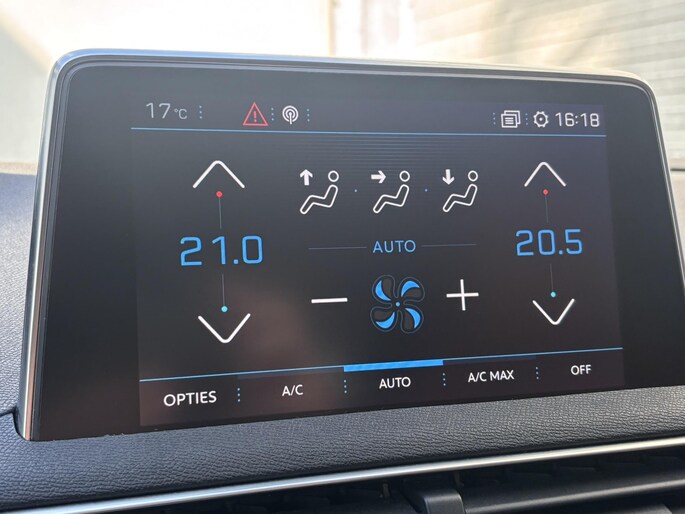 17°C 16:18
21.0 20.5
AUTO
OPTIES A/C AUTO A/C MAX OFF